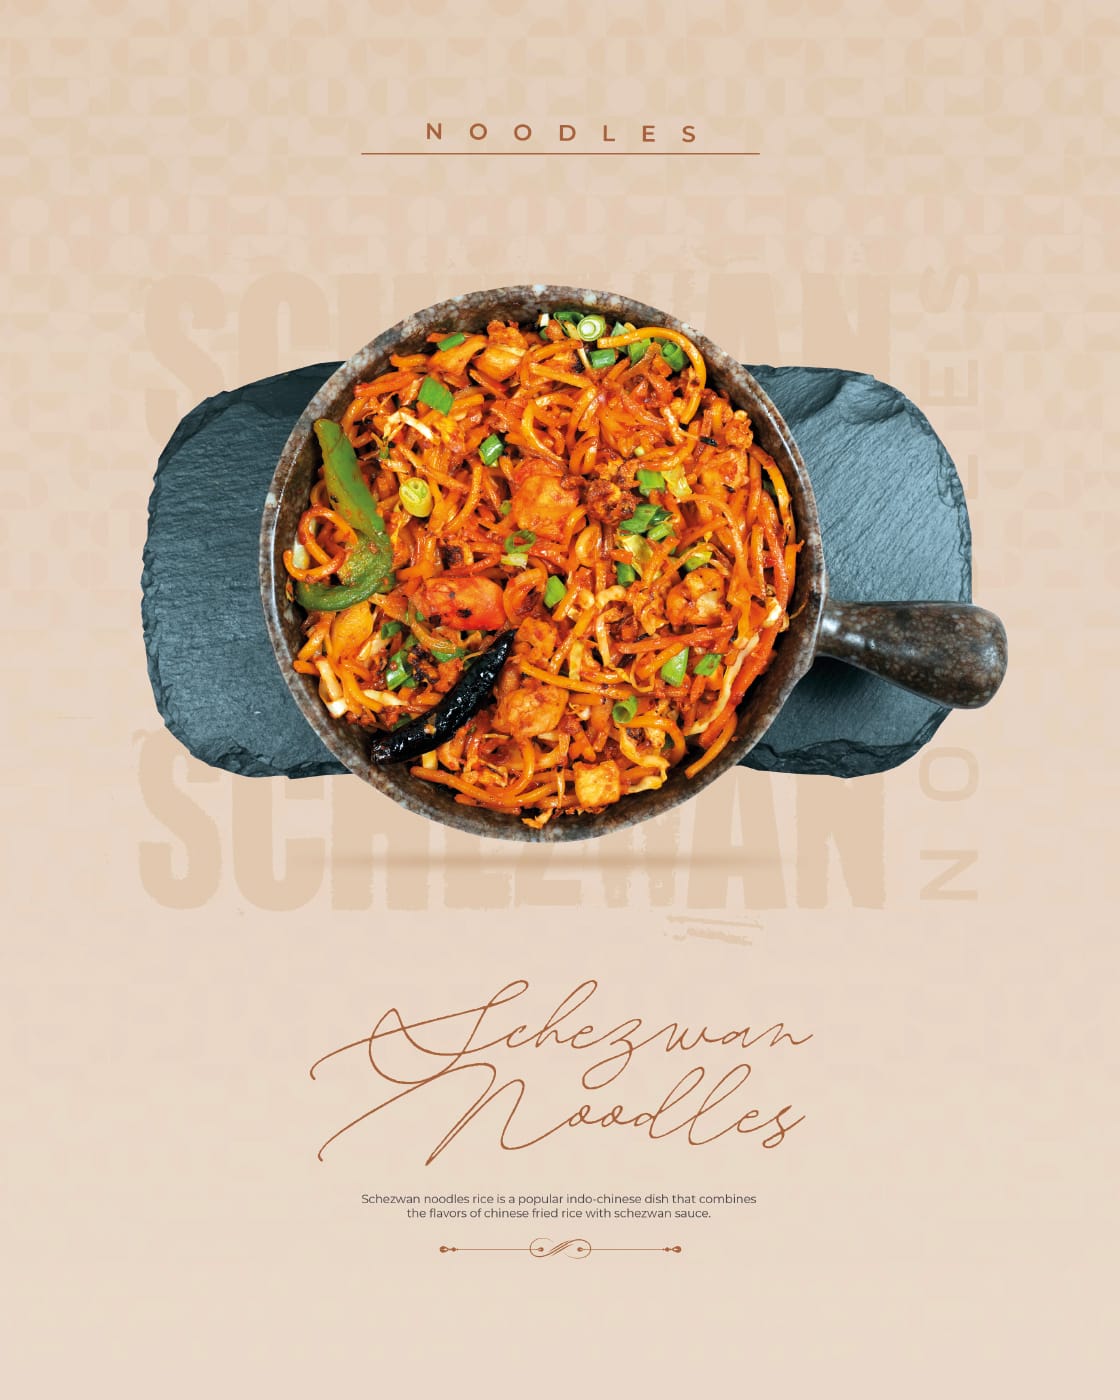 NOODLES
SCHEZWAN
SCHEZWAN
Schezwan
Noodles
Schezwan noodles rice is a popular indo-chinese dish that combines
the flavors of chinese fried rice with schezwan sauce.